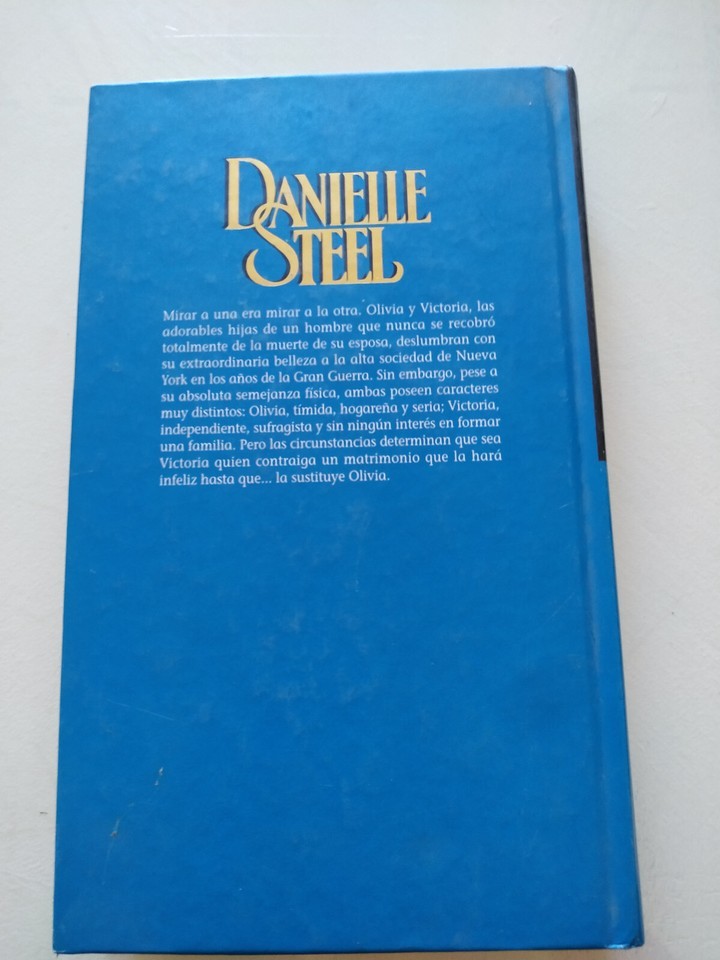 DANIELLE
STEEL
Mirar a una era mirar a la otra. Olivia y Victoria, las
adorables hijas de un hombre que nunca se recobró
totalmente de la muerte de su esposa, deslumbran con
su extraordinaria belleza a la alta sociedad de Nueva
York en los años de la Gran Guerra. Sin embargo, pese a
su absoluta semejanza física, ambas poseen caracteres
muy distintos: Olivia, tímida, hogareña y seria; Victoria,
independiente, sufragista y sin ningún interés en formar
una familia. Pero las circunstancias determinan que sea
Victoria quien contraiga un matrimonio que la hará
infeliz hasta que... la sustituye Olivia.